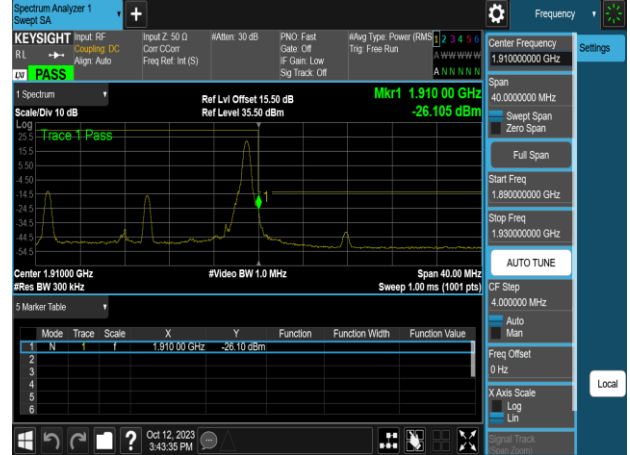 Spectrum Analyzer 1
Swept SA
Frequency
KEYSIGHT
RL
LXI
PASS
Input: RF
Coupling: DC
Align: Auto
Input Z: 50 Ω
Corr CCorr
Freq Ref: Int (S)
#Atten: 30 dB
PNO: Fast
Gate: Off
IF Gain: Low
Sig Track: Off
#Avg Type: Power (RMS
Trig: Free Run
1 2 3 4 5 6
A W W W W W
A N N N N N
1 Spectrum
Scale/Div 10 dB
Ref Lvl Offset 15.50 dB
Ref Level 35.50 dBm
Mkr1 1.910 00 GHz
-26.105 dBm
Log
Trace 1 Pass
25.5
15.5
5.50
-4.50
-14.5
-24.5
-34.5
-44.5
-54.5
1
Center 1.91000 GHz
#Res BW 300 kHz
#Video BW 1.0 MHz
Span 40.00 MHz
Sweep 1.00 ms (1001 pts)
5 Marker Table
Mode Trace Scale X Y Function Function Width Function Value
1 N 1 f 1.910 00 GHz -26.10 dBm
2
3
4
5
6
Oct 12, 2023
3:43:35 PM
Center Frequency
1.910000000 GHz
Span
40.0000000 MHz
Swept Span
Zero Span
Full Span
Start Freq
1.890000000 GHz
Stop Freq
1.930000000 GHz
AUTO TUNE
CF Step
4.000000 MHz
Auto
Man
Freq Offset
0 Hz
X Axis Scale
Log
Lin
Signal Track
(Span Zoom)
Settings
Local